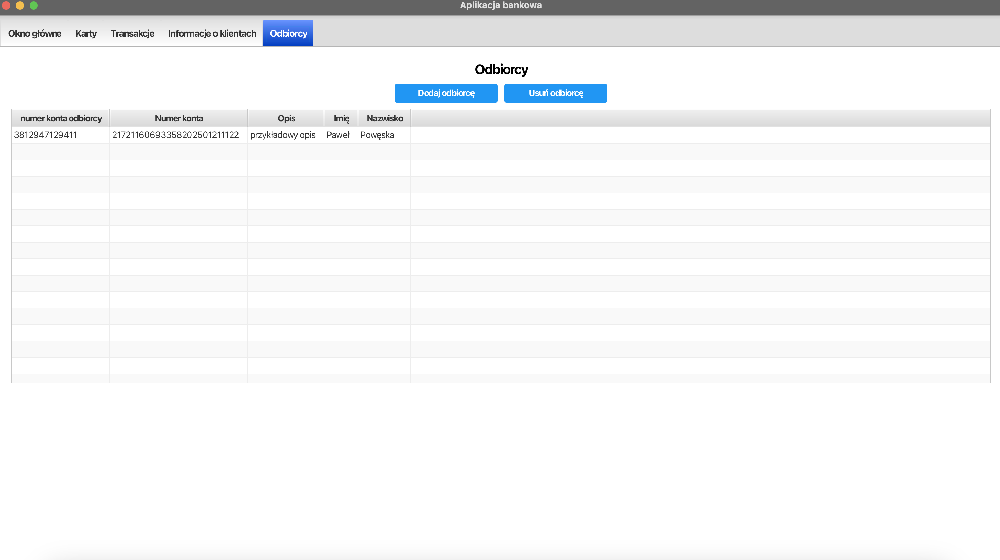 Aplikacja bankowa
Okno główne Karty Transakcje Informacje o klientach Odbiorcy
Odbiorcy
Dodaj odbiorcę Usuń odbiorcę
numer konta odbiorcy Numer konta Opis Imię Nazwisko
3812947129411 21721160693358202501211122 przykładowy opis Paweł Powęska